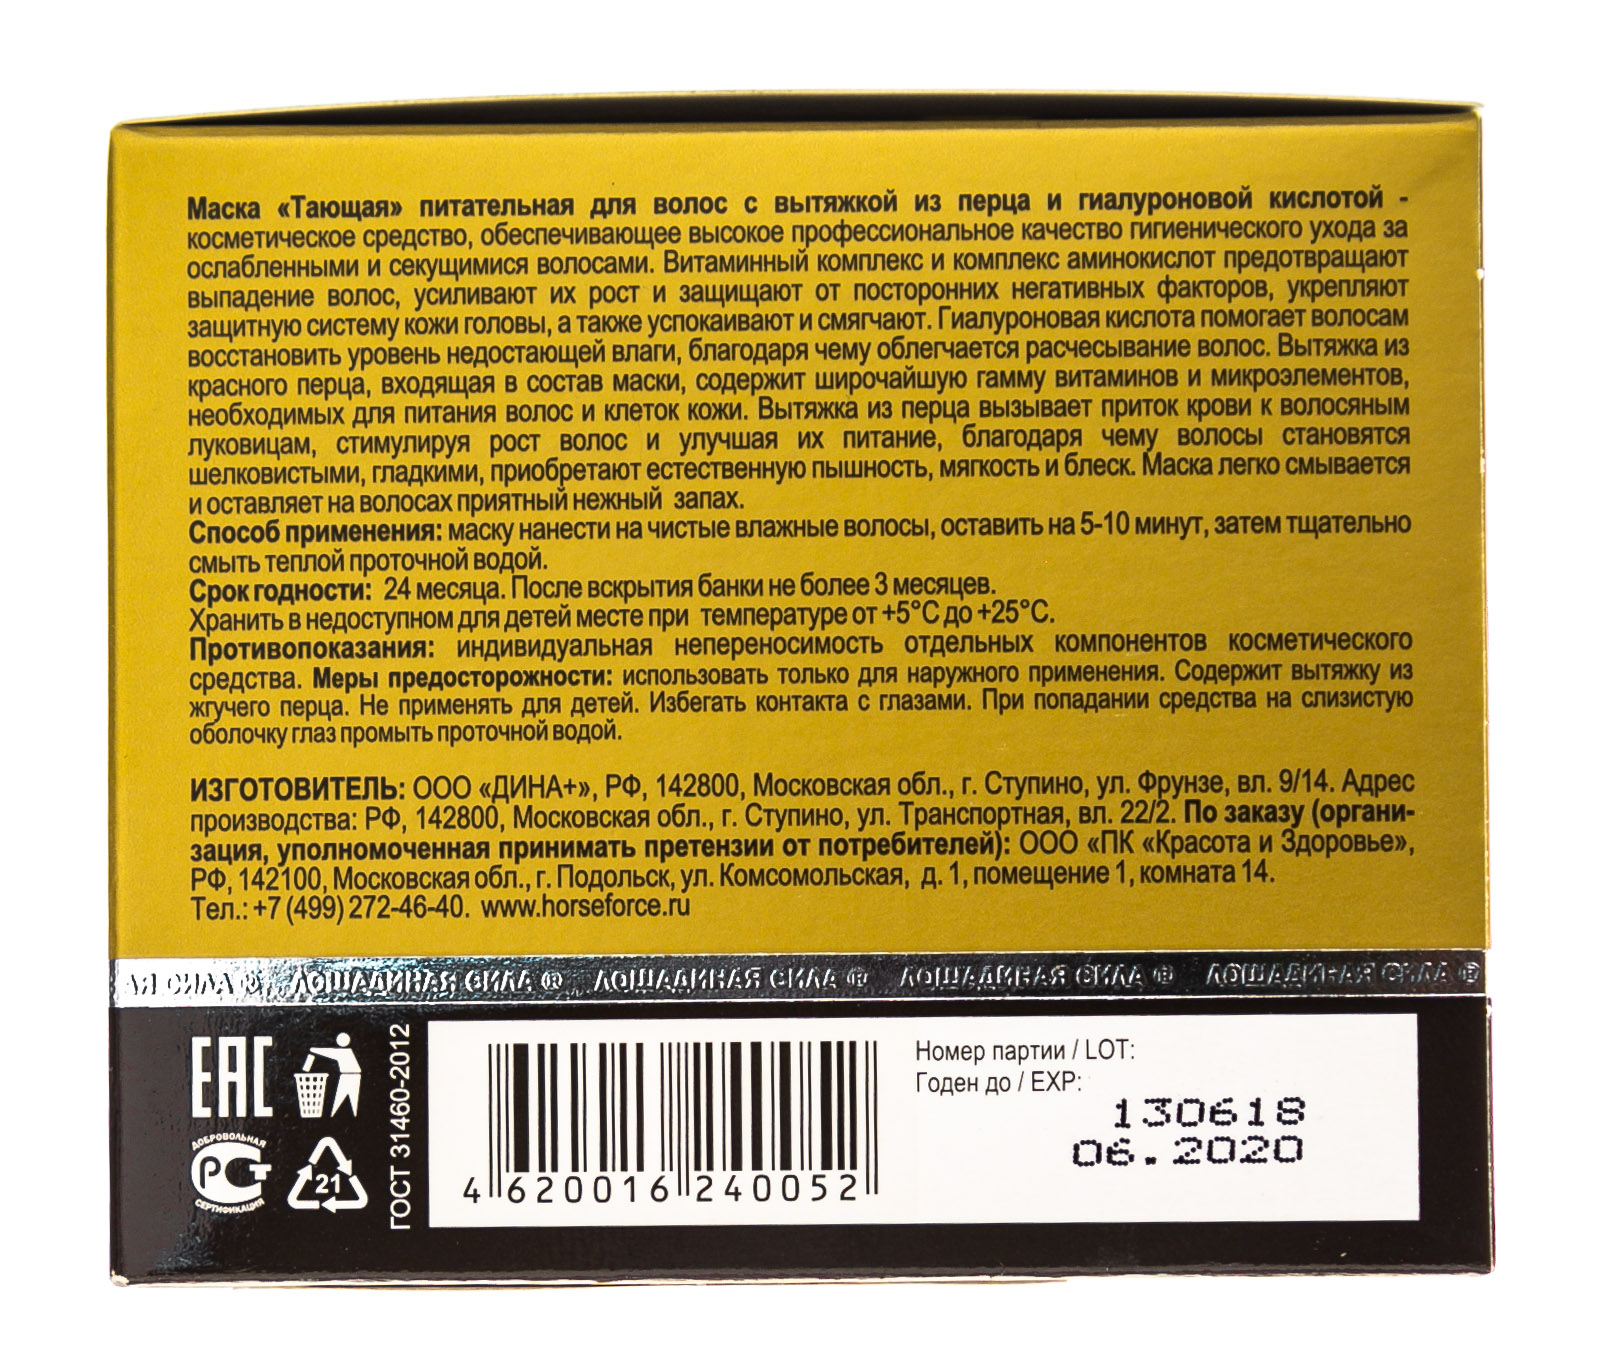 Маска «Тающая» питательная для волос с вытяжкой из перца и гиалуроновой кислотой -
косметическое средство, обеспечивающее высокое профессиональное качество гигиенического ухода за
ослабленными и секущимися волосами. Витаминный комплекс и комплекс аминокислот предотвращают
выпадение волос, усиливают их рост и защищают от посторонних негативных факторов, укрепляют
защитную систему кожи головы, а также успокаивают и смягчают. Гиалуроновая кислота помогает волосам
восстановить уровень недостающей влаги, благодаря чему облегчается расчесывание волос. Вытяжка из
красного перца, входящая в состав маски, содержит широчайшую гамму витаминов и микроэлементов,
необходимых для питания волос и клеток кожи. Вытяжка из перца вызывает приток крови к волосяным
луковицам, стимулируя рост волос и улучшая их питание, благодаря чему волосы становятся
шелковистыми, гладкими, приобретают естественную пышность, мягкость и блеск. Маска легко смывается
и оставляет на волосах приятный нежный запах.
Способ применения: маску нанести на чистые влажные волосы, оставить на 5-10 минут, затем тщательно
смыть теплой проточной водой.
Срок годности: 24 месяца. После вскрытия банки не более 3 месяцев.
Хранить в недоступном для детей месте при температуре от +5°С до +25°С.
Противопоказания: индивидуальная непереносимость отдельных компонентов косметического
средства. Меры предосторожности: использовать только для наружного применения. Содержит вытяжку из
жгучего перца. Не применять для детей. Избегать контакта с глазами. При попадании средства на слизистую
оболочку глаз промыть проточной водой.
ИЗГОТОВИТЕЛЬ: ООО «ДИНА+», РФ, 142800, Московская обл., г. Ступино, ул. Фрунзе, вл. 9/14. Адрес
производства: РФ, 142800, Московская обл., г. Ступино, ул. Транспортная, вл. 22/2. По заказу (органи-
зация, уполномоченная принимать претензии от потребителей): ООО «ПК «Красота и Здоровье»,
РФ, 142100, Московская обл., г. Подольск, ул. Комсомольская, д. 1, помещение 1, комната 14.
Тел.: +7 (499) 272-46-40. www.horseforce.ru
АЯ СИЛА ® ЛОШАДИНАЯ СИЛА ® ЛОШАДИНАЯ СИЛА ® ЛОШАДИНАЯ СИЛА ® ЛОШАДИНАЯ СИЛА ®
ЕАС
ДОБРОВОЛЬНАЯ
РСТ
СЕРТИФИКАЦИЯ
21
ГОСТ 31460-2012
4 620016 240052
Номер партии / LOT:
Годен до / EXP:
130618
06.2020